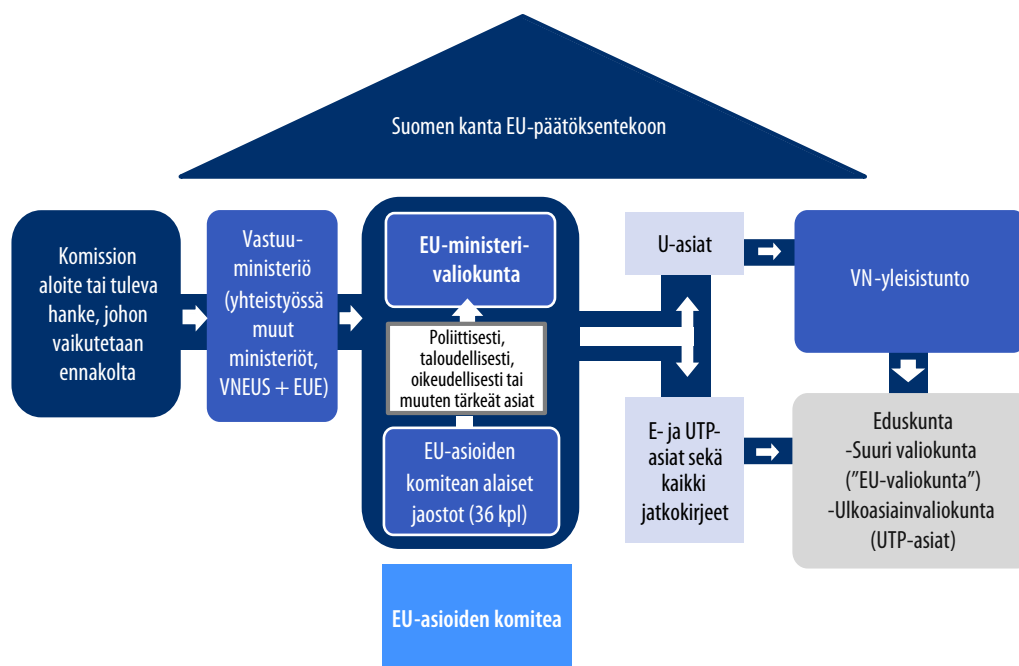 Suomen kanta EU-päätöksentekoon
Komission
aloite tai tuleva
hanke, johon
vaikutetaan
ennakolta
Vastuu-
ministeriö
(yhteistyössä
muut
ministeriöt,
VNEUS + EUE)
EU-ministeri-
valiokunta
Poliittisesti,
taloudellisesti,
oikeudellisesti tai
muuten tärkeät asiat
EU-asioiden
komitean alaiset
jaostot (36 kpl)
EU-asioiden komitea
U-asiat
E- ja UTP-
asiat sekä
kaikki
jatkokirjeet
VN-yleisistunto
Eduskunta
-Suuri valiokunta
(”EU-valiokunta”)
-Ulkoasiainvaliokunta
(UTP-asiat)